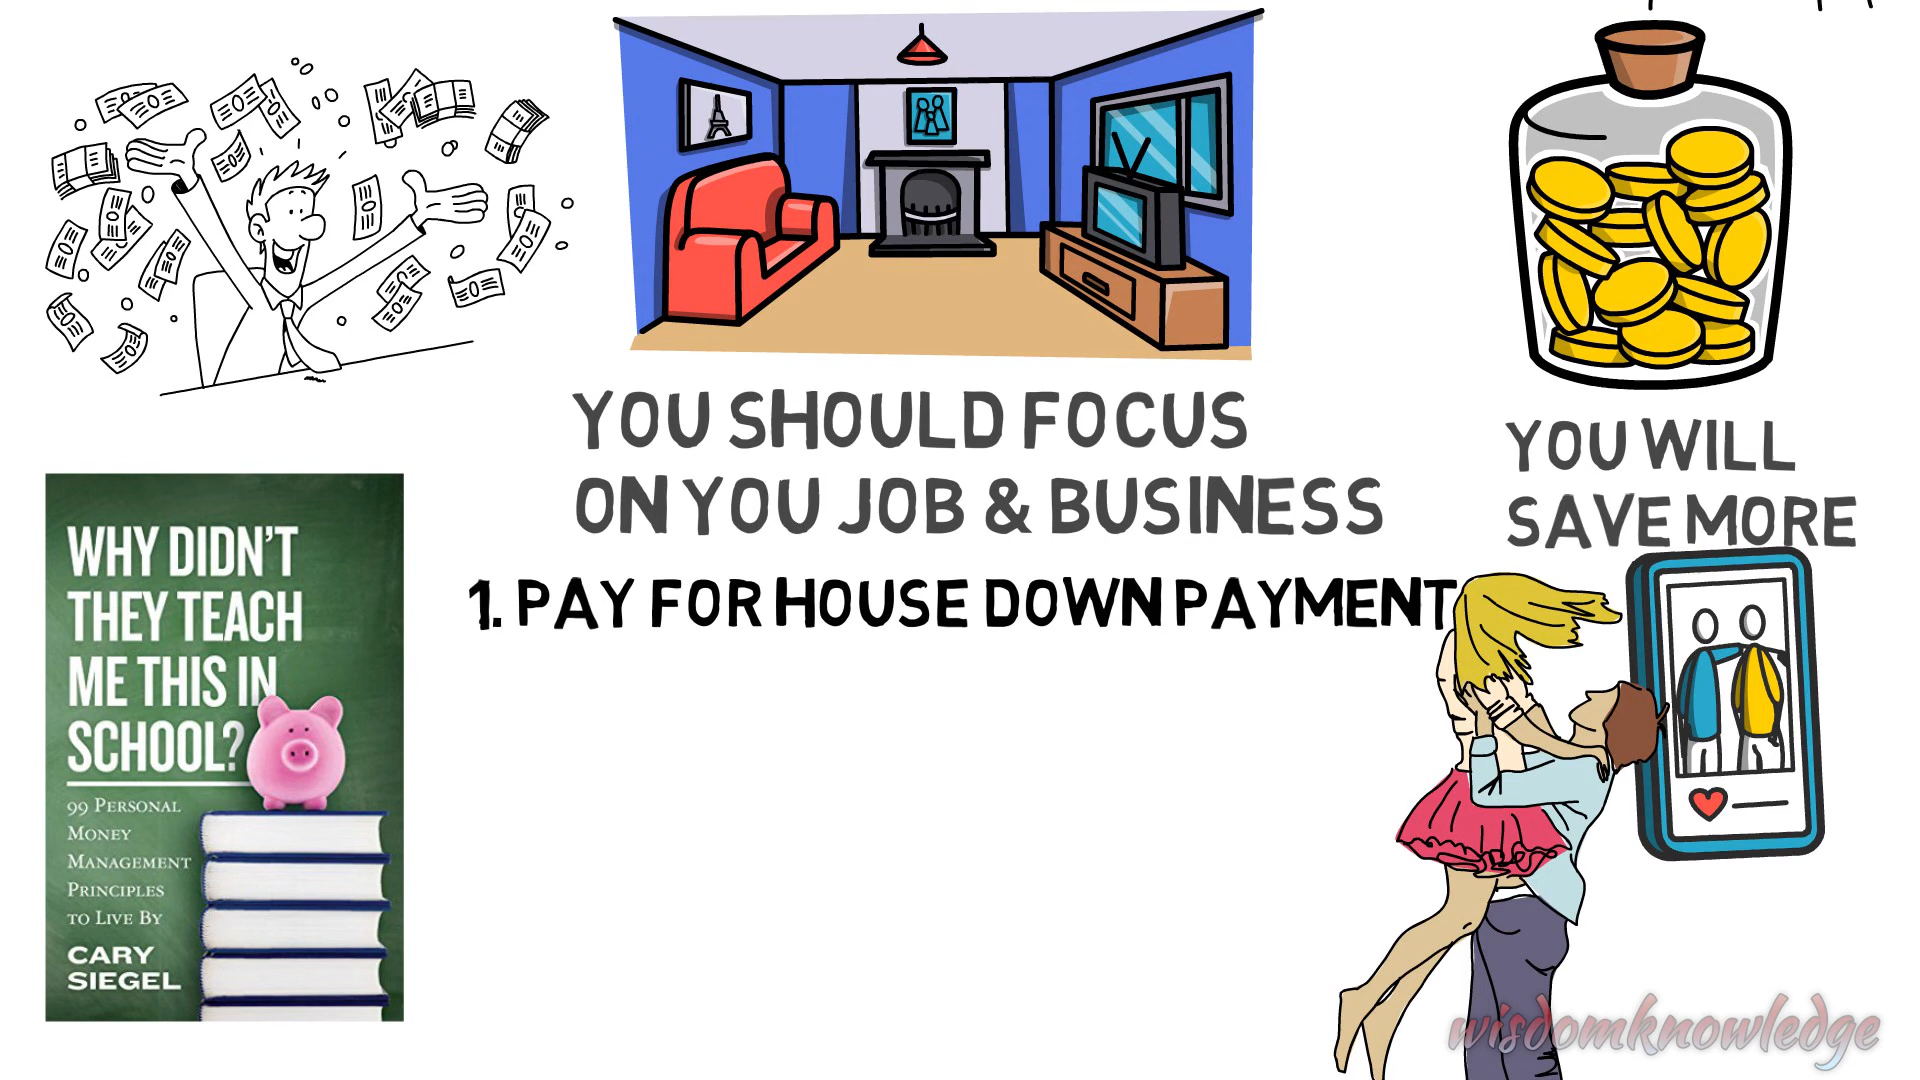 YOU SHOULD FOCUS
ON YOU JOB & BUSINESS
YOU WILL
SAVE MORE
1. PAY FOR HOUSE DOWN PAYMENT
WHY DIDN'T
THEY TEACH
ME THIS IN
SCHOOL?
99 PERSONAL
MONEY
MANAGEMENT
PRINCIPLES
TO LIVE BY
CARY
SIEGEL
wisdomknowledge